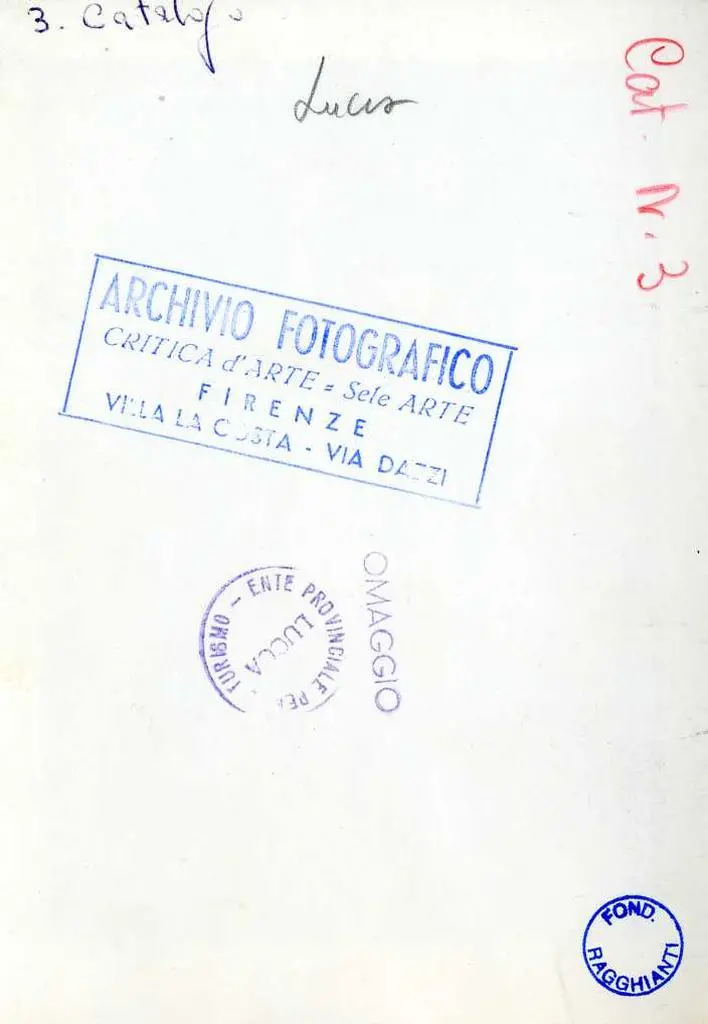 3. Catalogo
Cat. N. 3
ARCHIVIO FOTOGRAFICO
CRITICA d'ARTE = Sele ARTE
FIRENZE
VILLA LA COSTA - VIA DAZZI
OMAGGIO
ENTE PROVINCIALE PER
TURISMO
LUCCA
FOND.
RAGGHIANTI